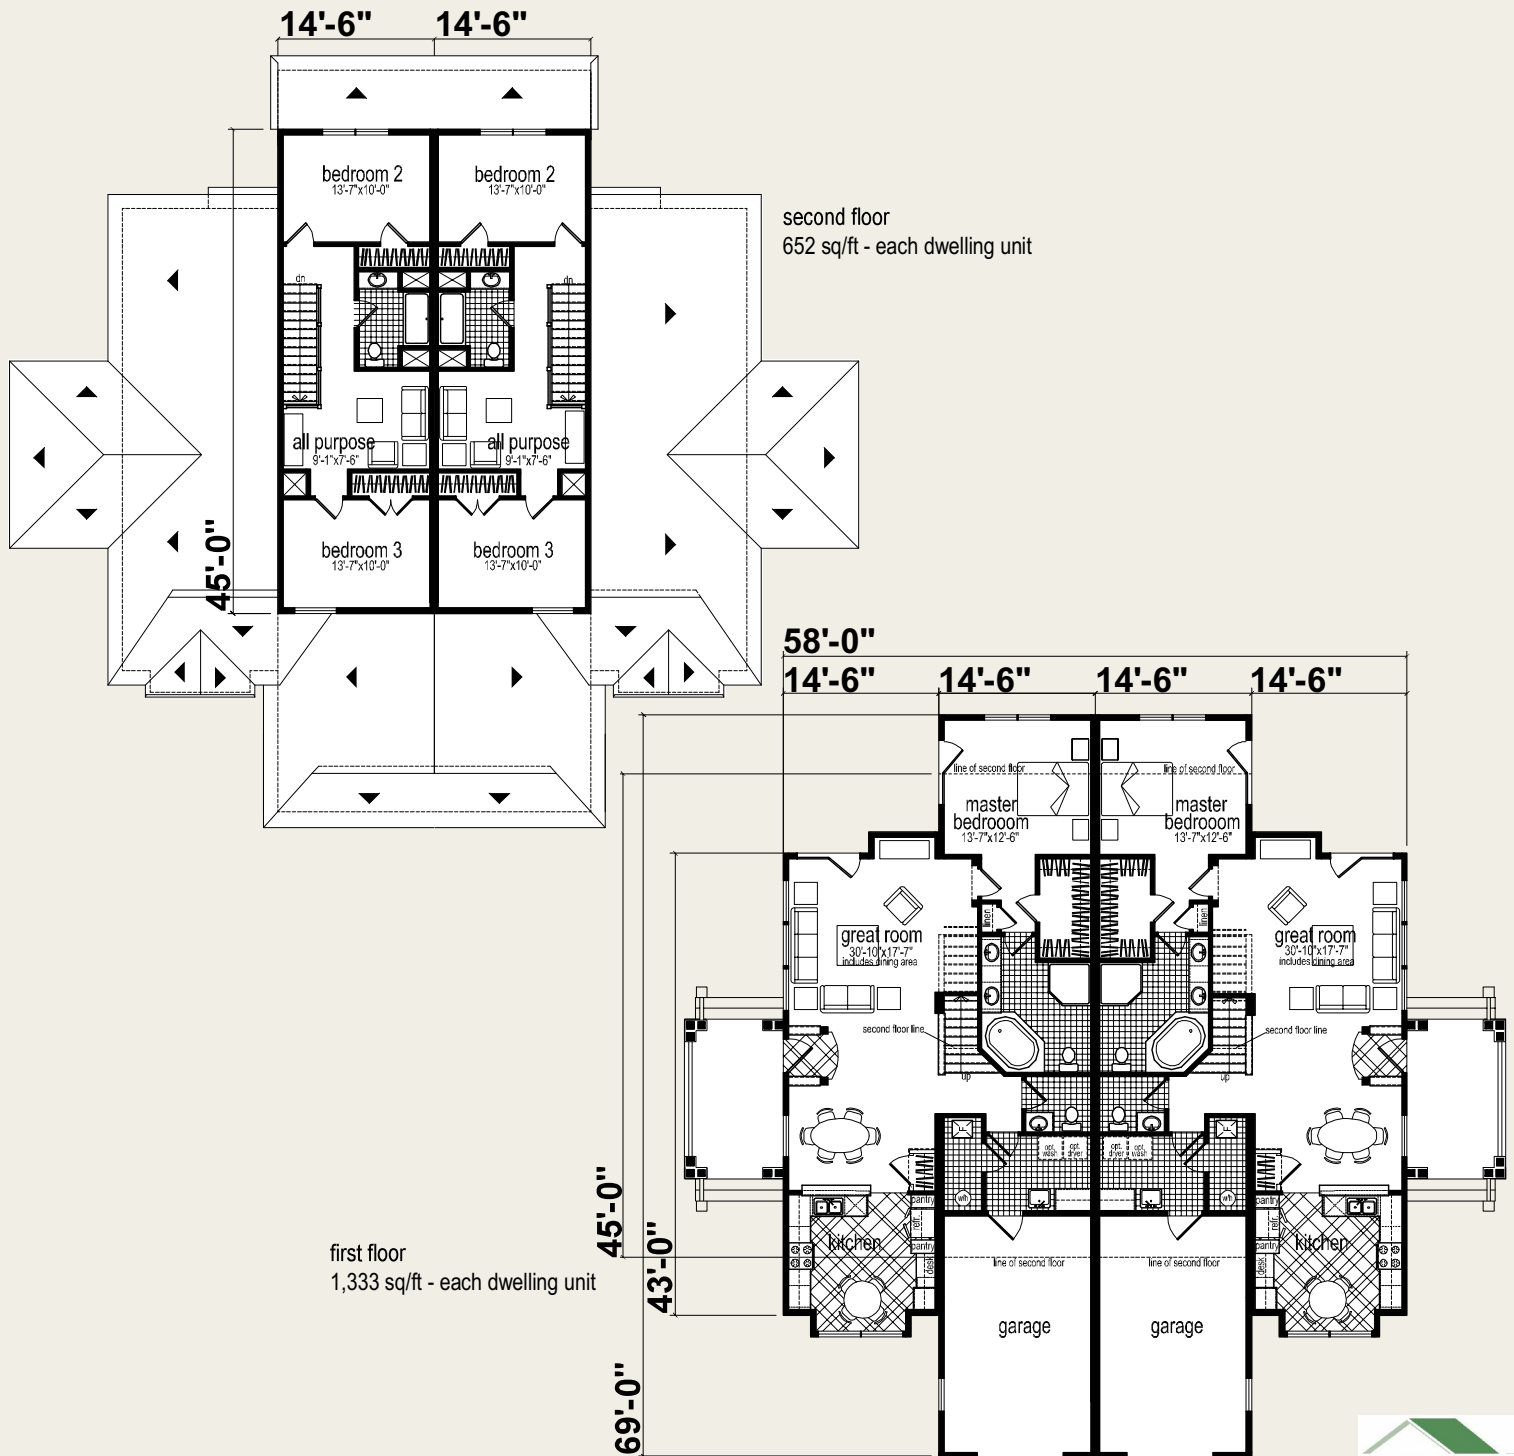 14'-6" 14'-6"
bedroom 2 bedroom 2
13'-7"x10'-0" 13'-7"x10'-0"
second floor
652 sq/ft - each dwelling unit
dn dn
all purpose all purpose
9'-1"x7'-6" 9'-1"x7'-6"
45'-0"
bedroom 3 bedroom 3
13'-7"x10'-0" 13'-7"x10'-0"
58'-0"
14'-6" 14'-6" 14'-6" 14'-6"
line of second floor line of second floor
master master
bedrooom bedrooom
13'-7"x12'-6" 13'-7"x12'-6"
linen linen
great room great room
30'-10"x17'-7" 30'-10"x17'-7"
includes dining area includes dining area
second floor line second floor line
up up
F F
opt. wash opt. dryer opt. dryer opt. wash
w/h w/h
pantry pantry
refr. refr.
kitchen kitchen
pantry pantry
desk desk
line of second floor line of second floor
45'-0"
43'-0"
first floor
1,333 sq/ft - each dwelling unit
garage garage
69'-0"